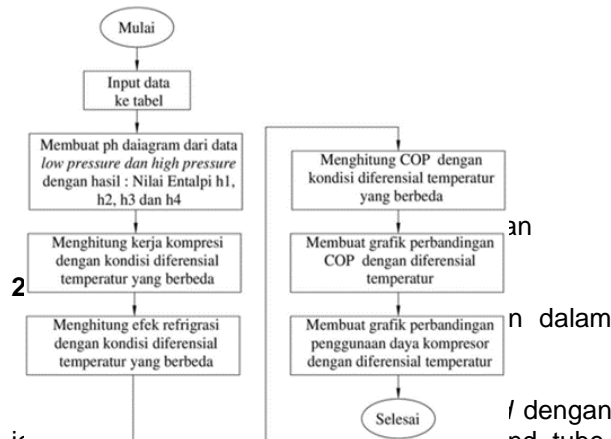 Mulai
Input data
ke tabel
Membuat ph daiagram dari data
low pressure dan high pressure
dengan hasil : Nilai Entalpi h1,
h2, h3 dan h4
Menghitung kerja kompresi
dengan kondisi diferensial
temperatur yang berbeda
Menghitung efek refrigrasi
dengan kondisi diferensial
temperatur yang berbeda
Menghitung COP dengan
kondisi diferensial temperatur
yang berbeda
Membuat grafik perbandingan
COP dengan diferensial
temperatur
Membuat grafik perbandingan
penggunaan daya kompresor
dengan diferensial temperatur
Selesai
2
dalam
dengan
tube